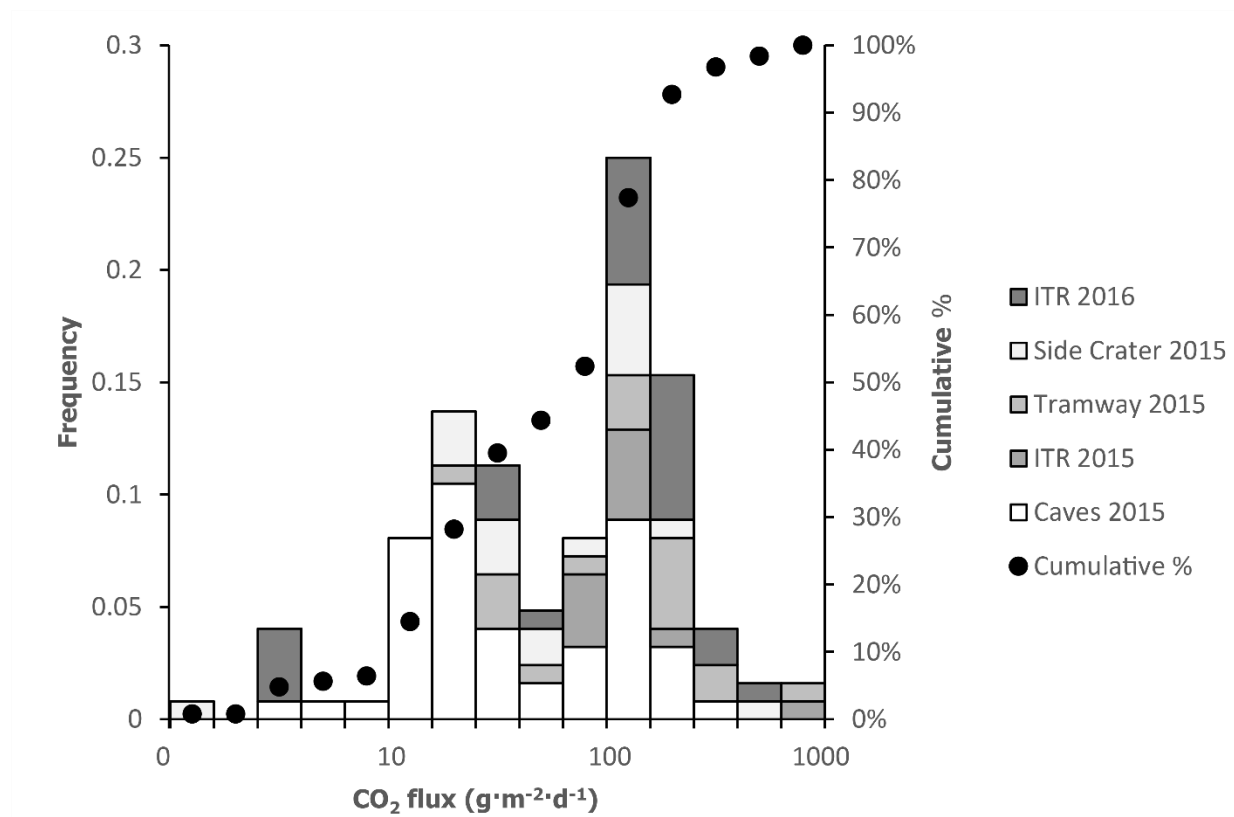 0.3
0.25
0.2
0.15
0.1
0.05
0
Frequency
100%
90%
80%
70%
60%
50%
40%
30%
20%
10%
0%
Cumulative %
0 10 100 1000
CO₂ flux (g·m⁻²·d⁻¹)
ITR 2016
Side Crater 2015
Tramway 2015
ITR 2015
Caves 2015
Cumulative %